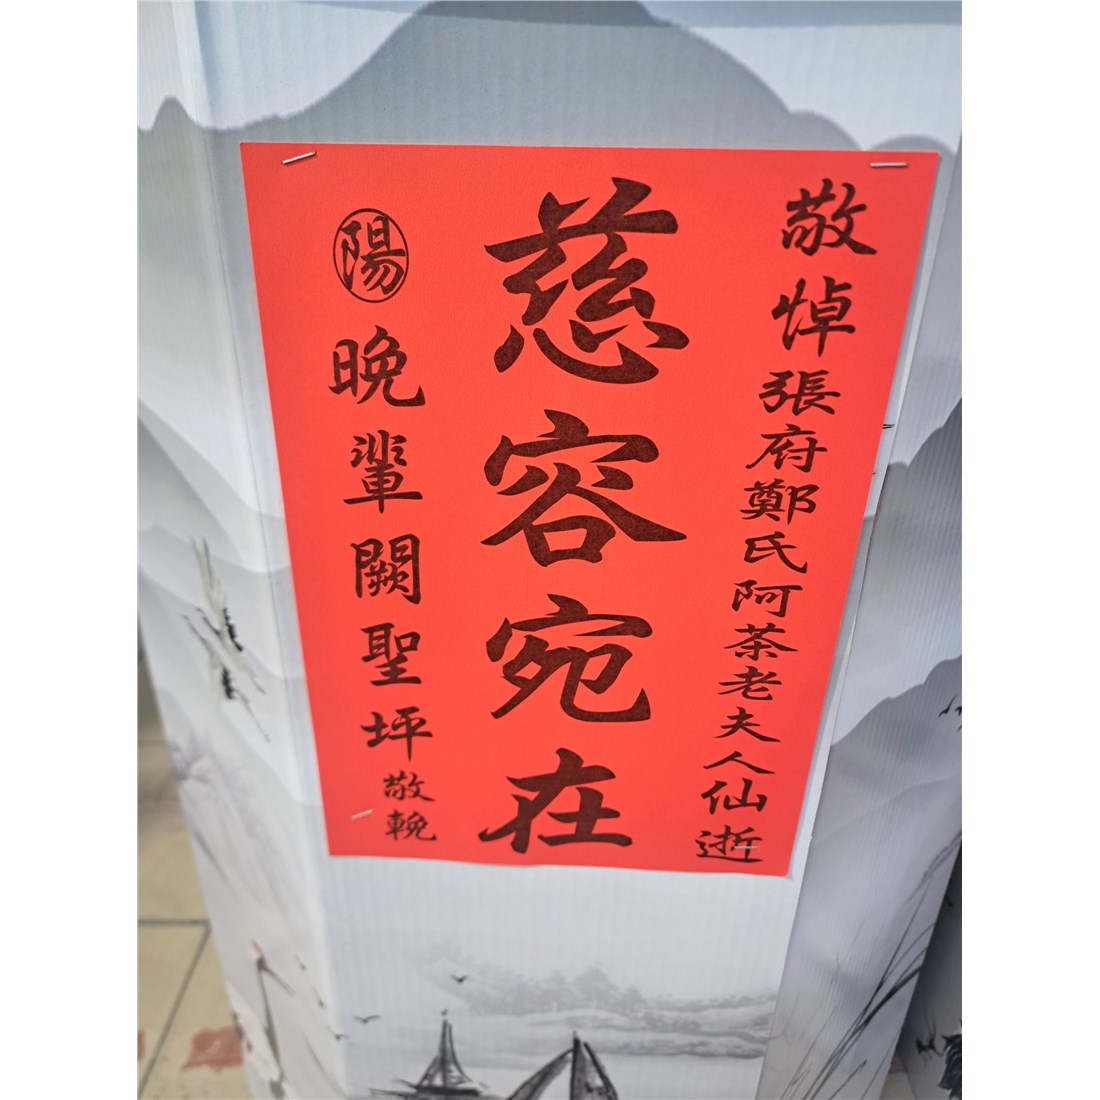 敬悼張府鄭氏阿茶老夫人仙逝
慈容宛在
陽晚輩闕聖坪敬輓